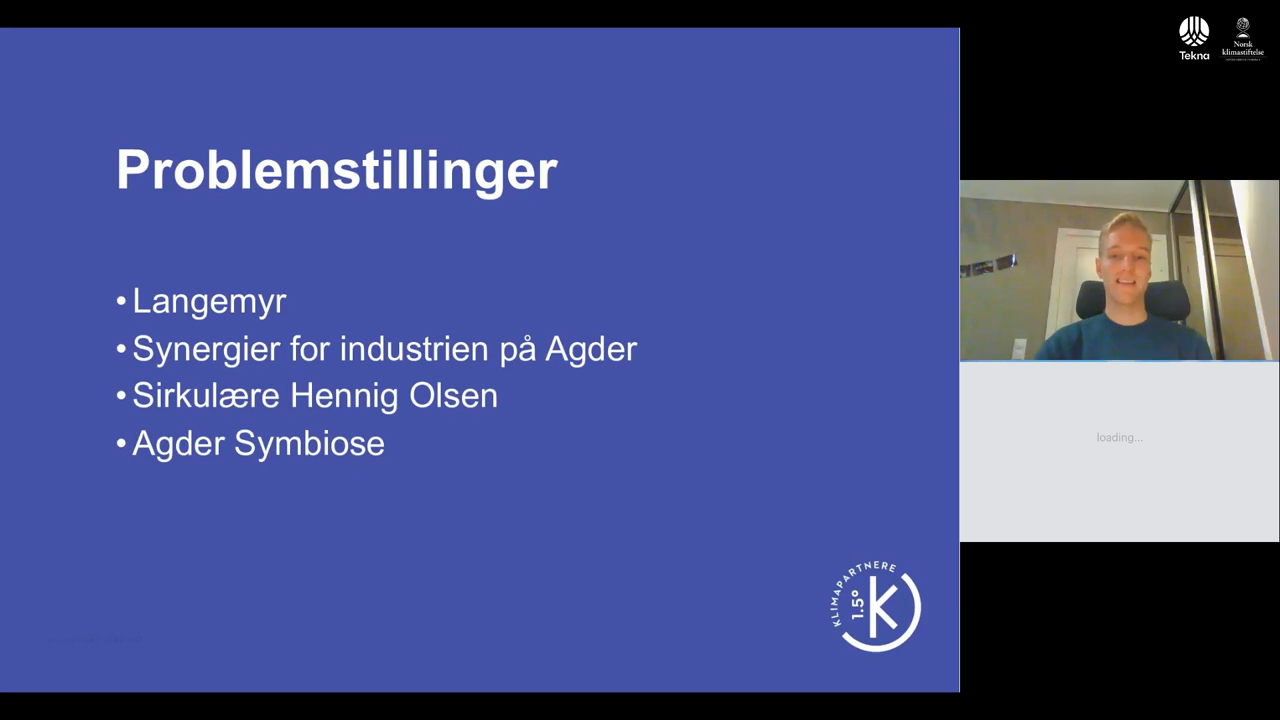 Problemstillinger
• Langemyr
• Synergier for industrien på Agder
• Sirkulære Hennig Olsen
• Agder Symbiose
KLIMAPARTNERE
1.5°
K
Tekna
Norsk
klimastiftelse
loading...